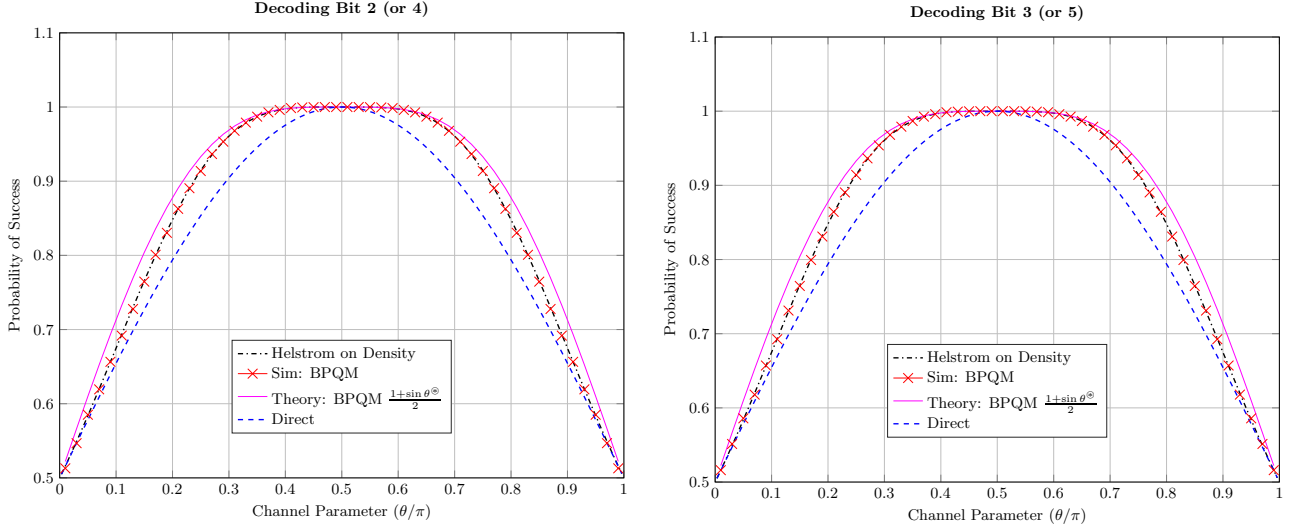 Decoding Bit 2 (or 4)
1.1
1
0.9
0.8
0.7
0.6
0.5
Probability of Success
0 0.1 0.2 0.3 0.4 0.5 0.6 0.7 0.8 0.9 1
Channel Parameter (θ/π)
Helstrom on Density
Sim: BPQM
Theory: BPQM (1+sin θ^⊛)/2
Direct
Decoding Bit 3 (or 5)
1.1
1
0.9
0.8
0.7
0.6
0.5
Probability of Success
0 0.1 0.2 0.3 0.4 0.5 0.6 0.7 0.8 0.9 1
Channel Parameter (θ/π)
Helstrom on Density
Sim: BPQM
Theory: BPQM (1+sin θ^⊛)/2
Direct